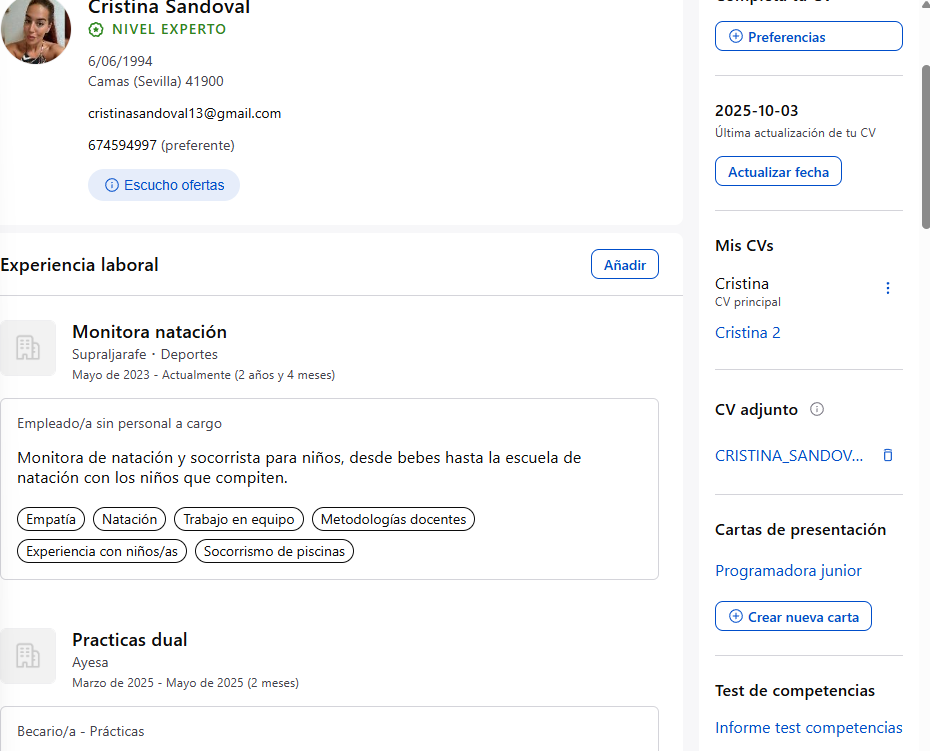 Cristina Sandoval
NIVEL EXPERTO
6/06/1994
Camas (Sevilla) 41900
cristinasandoval13@gmail.com
674594997 (preferente)
Escucho ofertas
Experiencia laboral
Añadir
Monitora natación
Supraljarafe · Deportes
Mayo de 2023 - Actualmente (2 años y 4 meses)
Empleado/a sin personal a cargo
Monitora de natación y socorrista para niños, desde bebes hasta la escuela de
natación con los niños que compiten.
Empatía
Natación
Trabajo en equipo
Metodologías docentes
Experiencia con niños/as
Socorrismo de piscinas
Practicas dual
Ayesa
Marzo de 2025 - Mayo de 2025 (2 meses)
Becario/a - Prácticas
Completa tu CV
Preferencias
2025-10-03
Última actualización de tu CV
Actualizar fecha
Mis CVs
Cristina
CV principal
Cristina 2
CV adjunto
CRISTINA_SANDOV...
Cartas de presentación
Programadora junior
Crear nueva carta
Test de competencias
Informe test competencias